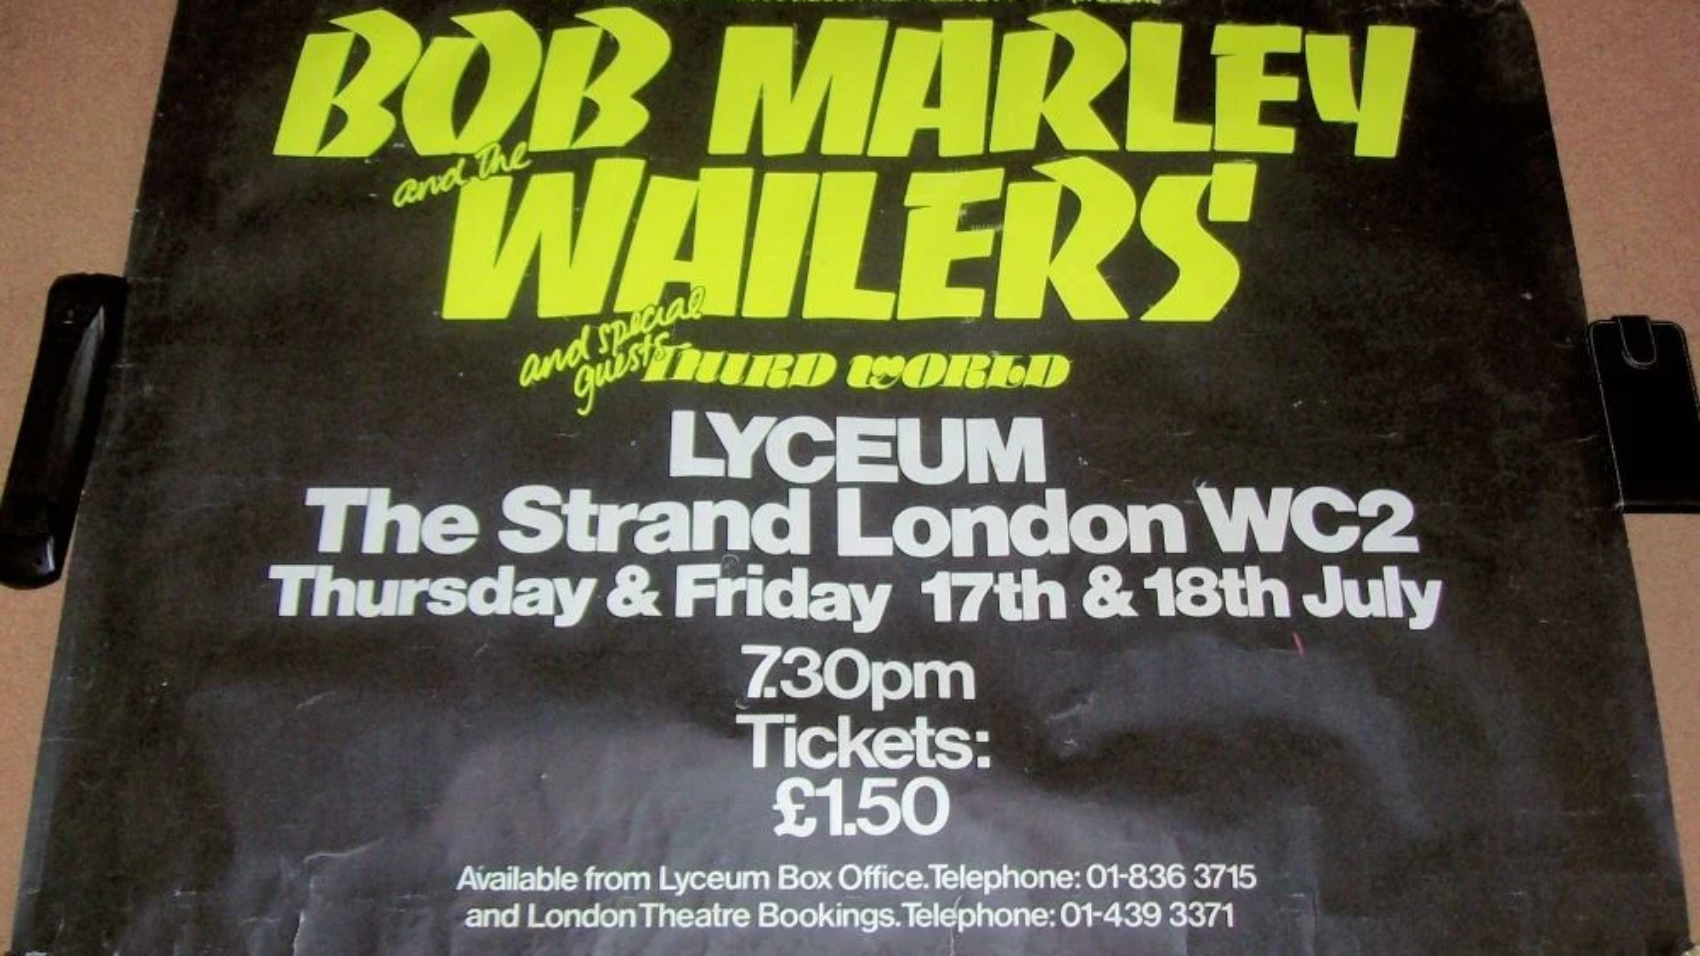 BOB MARLEY
and the
WAILERS
and special
guests THIRD WORLD
LYCEUM
The Strand London WC2
Thursday & Friday 17th & 18th July
7.30pm
Tickets:
£1.50
Available from Lyceum Box Office. Telephone: 01-836 3715
and London Theatre Bookings. Telephone: 01-439 3371